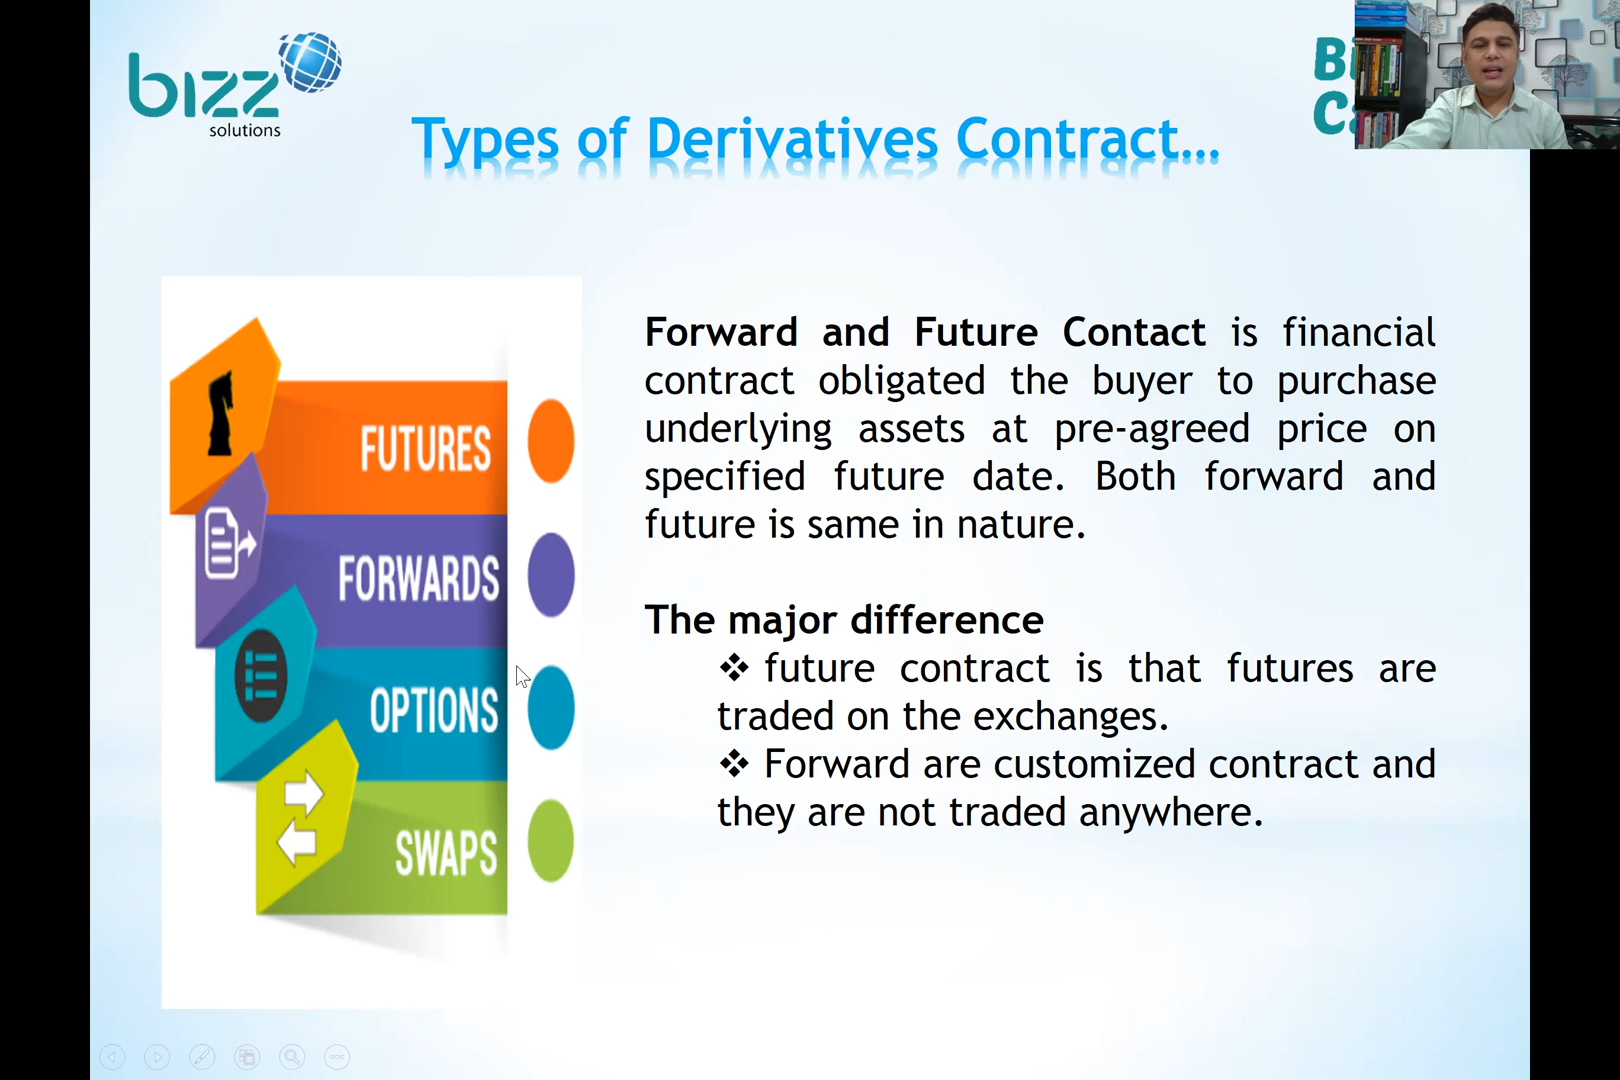 bizz
solutions
Types of Derivatives Contract...
FUTURES
FORWARDS
OPTIONS
SWAPS
Forward and Future Contact is financial
contract obligated the buyer to purchase
underlying assets at pre-agreed price on
specified future date. Both forward and
future is same in nature.
The major difference
❖ future contract is that futures are
traded on the exchanges.
❖ Forward are customized contract and
they are not traded anywhere.